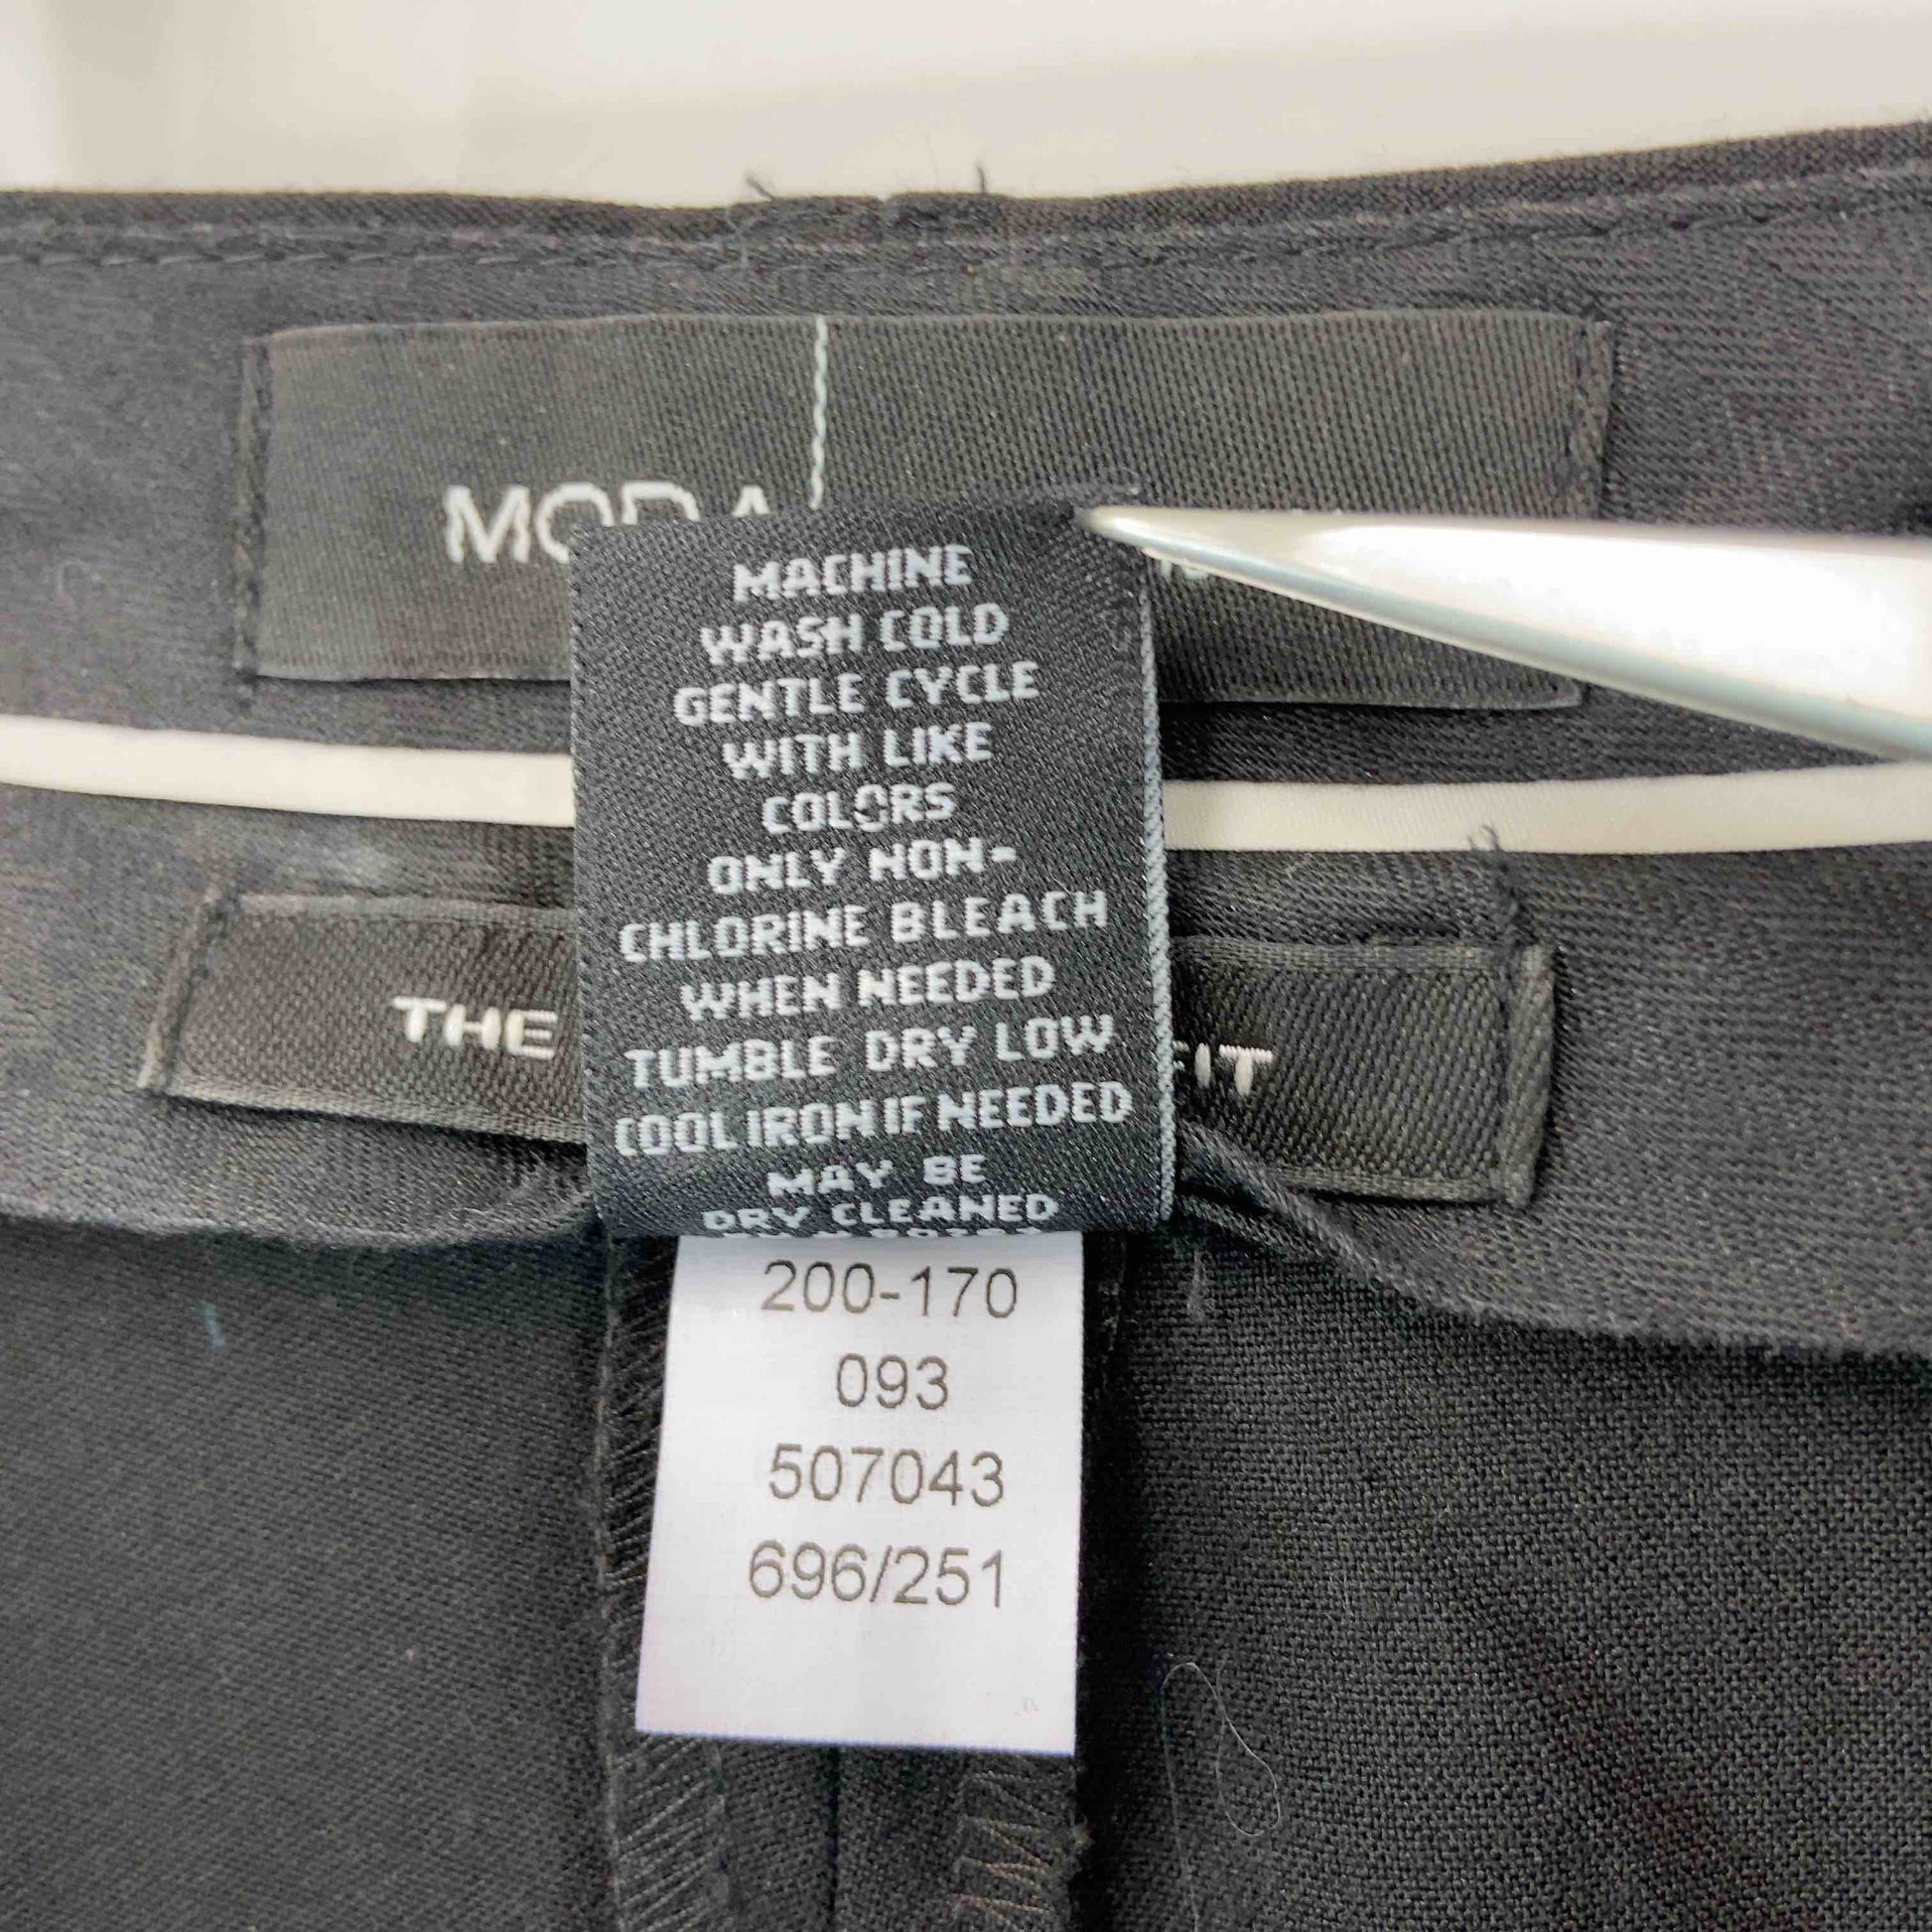 MODA
MACHINE
WASH COLD
GENTLE CYCLE
WITH LIKE
COLORS
ONLY NON-
CHLORINE BLEACH
WHEN NEEDED
TUMBLE DRY LOW
COOL IRON IF NEEDED
MAY BE
DRY CLEANED
THE
FIT
200-170
093
507043
696/251